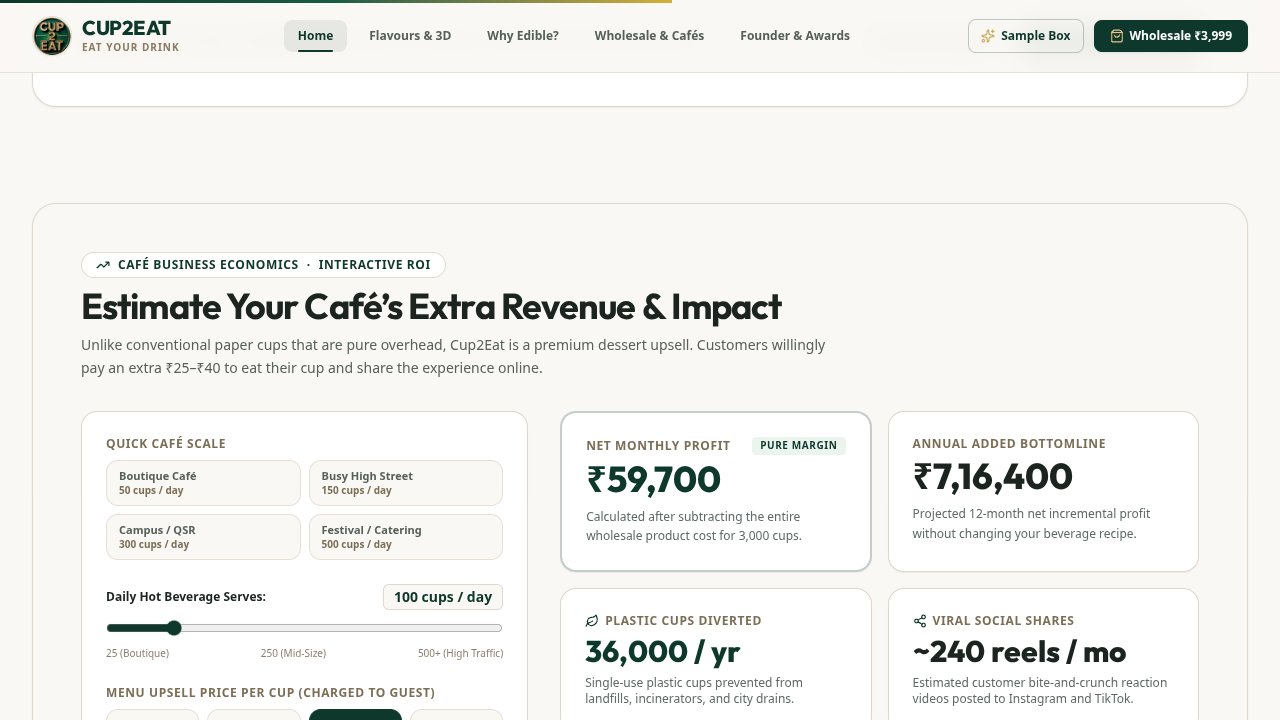 CUP2EAT
EAT YOUR DRINK
Home
Flavours & 3D
Why Edible?
Wholesale & Cafés
Founder & Awards
Sample Box
Wholesale ₹3,999
CUP
2
EAT
CAFÉ BUSINESS ECONOMICS · INTERACTIVE ROI
Estimate Your Café’s Extra Revenue & Impact
Unlike conventional paper cups that are pure overhead, Cup2Eat is a premium dessert upsell. Customers willingly
pay an extra ₹25–₹40 to eat their cup and share the experience online.
QUICK CAFÉ SCALE
Boutique Café
50 cups / day
Busy High Street
150 cups / day
Campus / QSR
300 cups / day
Festival / Catering
500 cups / day
Daily Hot Beverage Serves:
100 cups / day
25 (Boutique)
250 (Mid-Size)
500+ (High Traffic)
MENU UPSELL PRICE PER CUP (CHARGED TO GUEST)
NET MONTHLY PROFIT
PURE MARGIN
₹59,700
Calculated after subtracting the entire
wholesale product cost for 3,000 cups.
ANNUAL ADDED BOTTOMLINE
₹7,16,400
Projected 12-month net incremental profit
without changing your beverage recipe.
PLASTIC CUPS DIVERTED
36,000 / yr
Single-use plastic cups prevented from
landfills, incinerators, and city drains.
VIRAL SOCIAL SHARES
~240 reels / mo
Estimated customer bite-and-crunch reaction
videos posted to Instagram and TikTok.